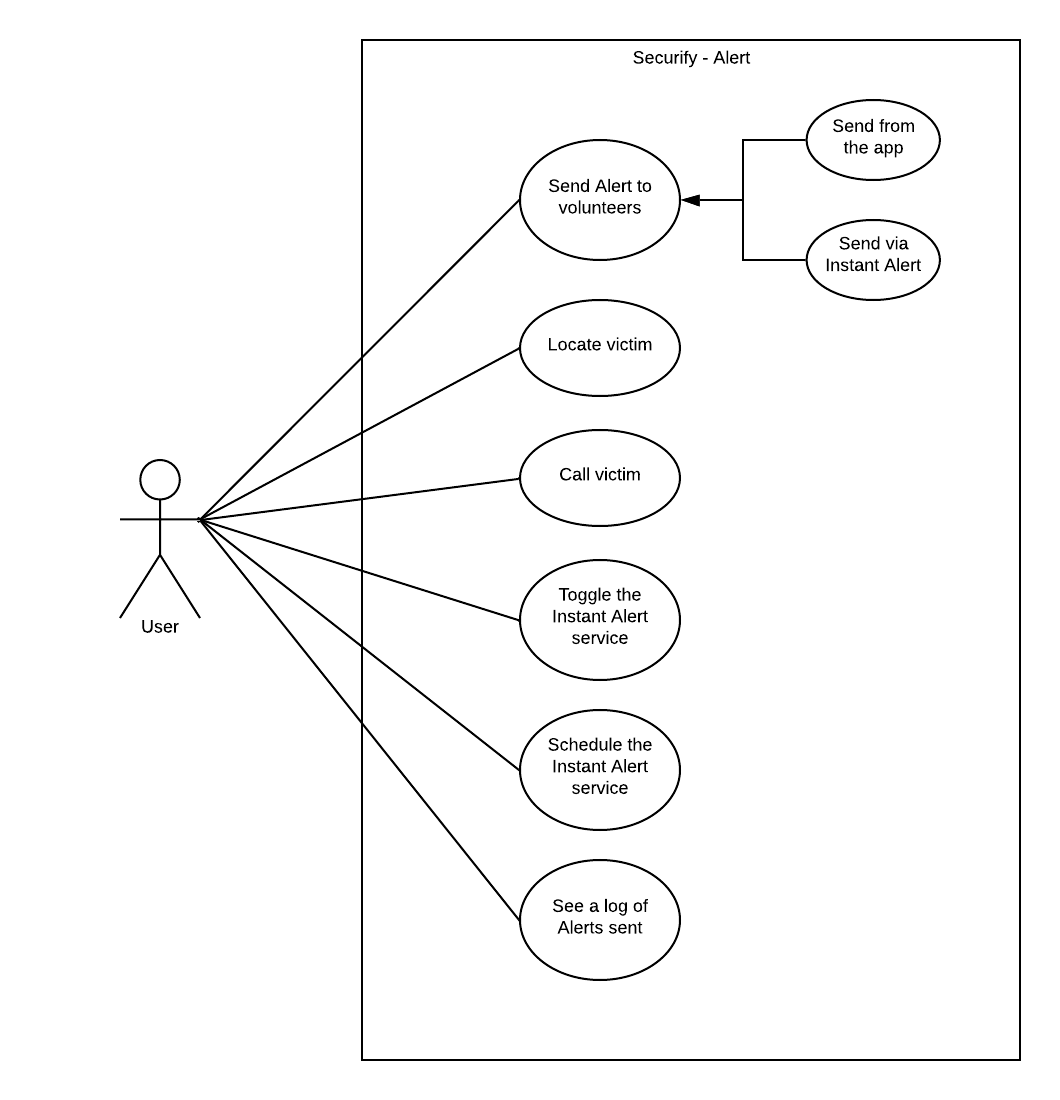 Securify - Alert
Send from
the app
Send Alert to
volunteers
Send via
Instant Alert
Locate victim
Call victim
Toggle the
Instant Alert
service
User
Schedule the
Instant Alert
service
See a log of
Alerts sent